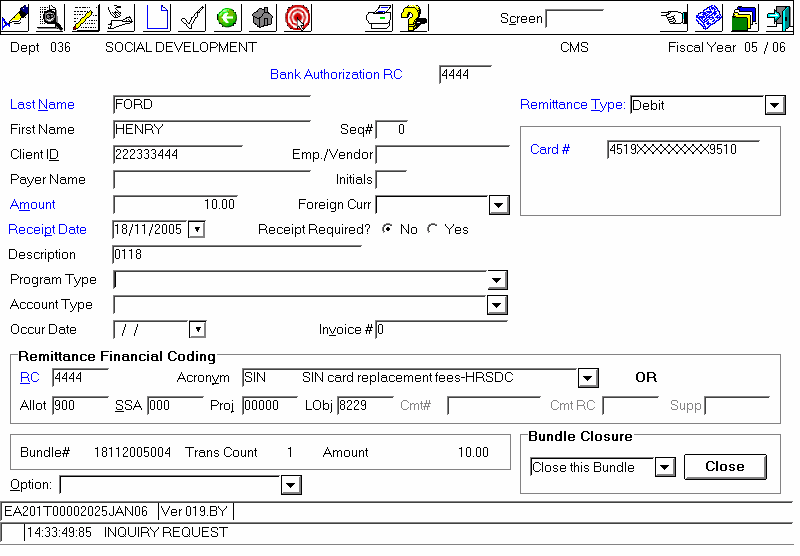 Screen
Dept 036 SOCIAL DEVELOPMENT CMS Fiscal Year 05 / 06
Bank Authorization RC 4444
Last Name FORD Remittance Type: Debit
First Name HENRY Seq# 0
Client ID 222333444 Emp./Vendor Card # 4519XXXXXXXXX9510
Payer Name Initials
Amount 10.00 Foreign Curr
Receipt Date 18/11/2005 Receipt Required? No Yes
Description 0118
Program Type
Account Type
Occur Date / / Invoice # 0
Remittance Financial Coding
RC 4444 Acronym SIN SIN card replacement fees-HRSDC OR
Allot 900 SSA 000 Proj 00000 LObj 8229 Cmt# Cmt RC Supp
Bundle Closure
Bundle# 18112005004 Trans Count 1 Amount 10.00
Close this Bundle Close
Option:
EA201T00002025JAN06 Ver 019.BY
14:33:49:85 INQUIRY REQUEST